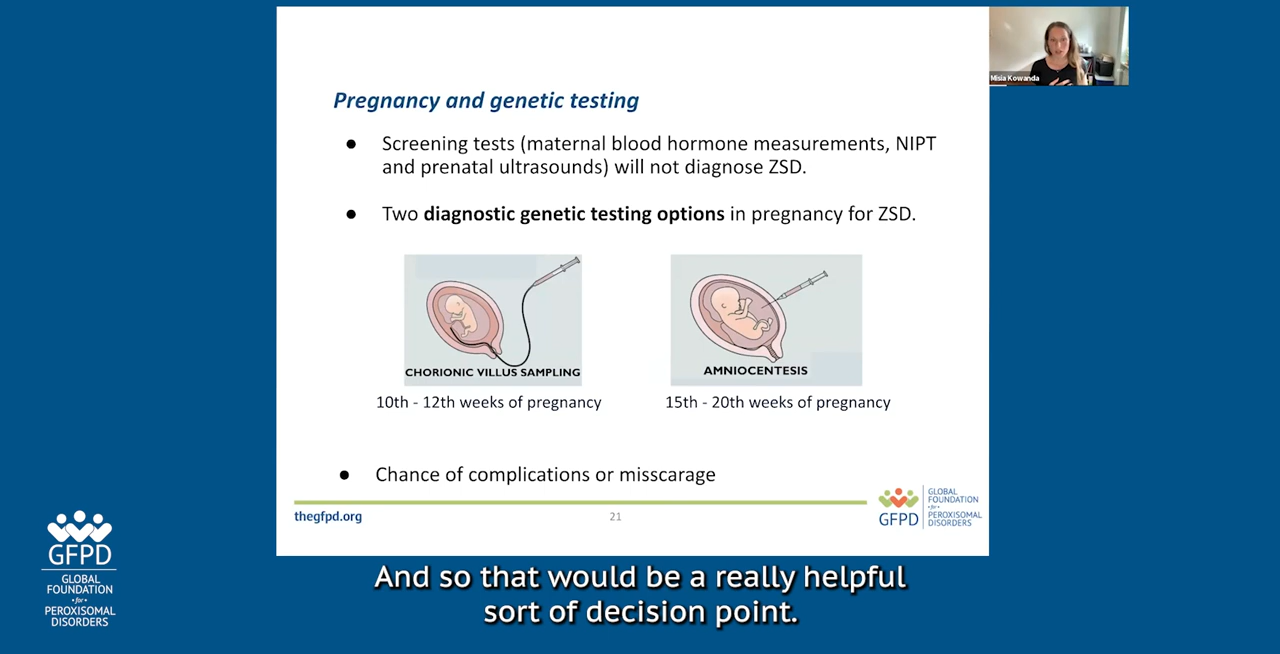 Misia Kowanda
Pregnancy and genetic testing
● Screening tests (maternal blood hormone measurements, NIPT
and prenatal ultrasounds) will not diagnose ZSD.
● Two diagnostic genetic testing options in pregnancy for ZSD.
CHORIONIC VILLUS SAMPLING
AMNIOCENTESIS
10th - 12th weeks of pregnancy
15th - 20th weeks of pregnancy
● Chance of complications or misscarage
thegfpd.org
21
GFPD
GLOBAL
FOUNDATION
for
PEROXISOMAL
DISORDERS
GFPD
GLOBAL
FOUNDATION
for
PEROXISOMAL
DISORDERS
And so that would be a really helpful
sort of decision point.